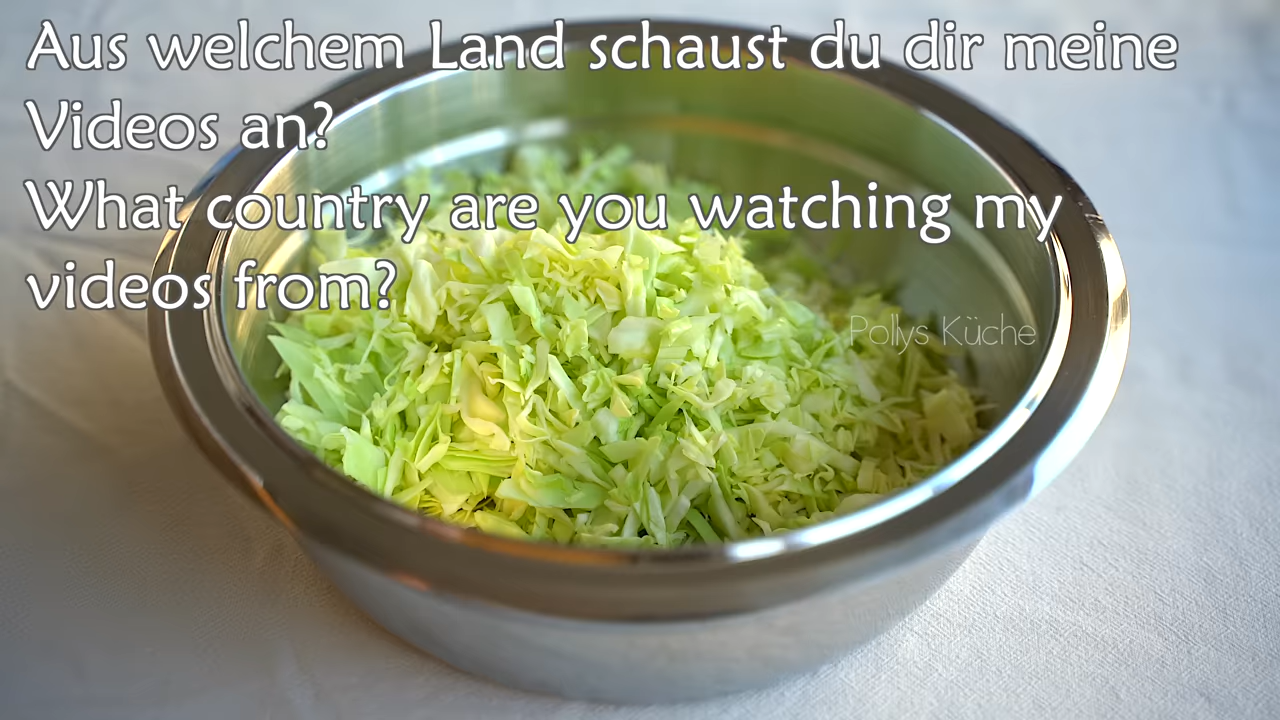 Aus welchem Land schaust du dir meine
Videos an?
What country are you watching my
videos from?
Pollys Küche